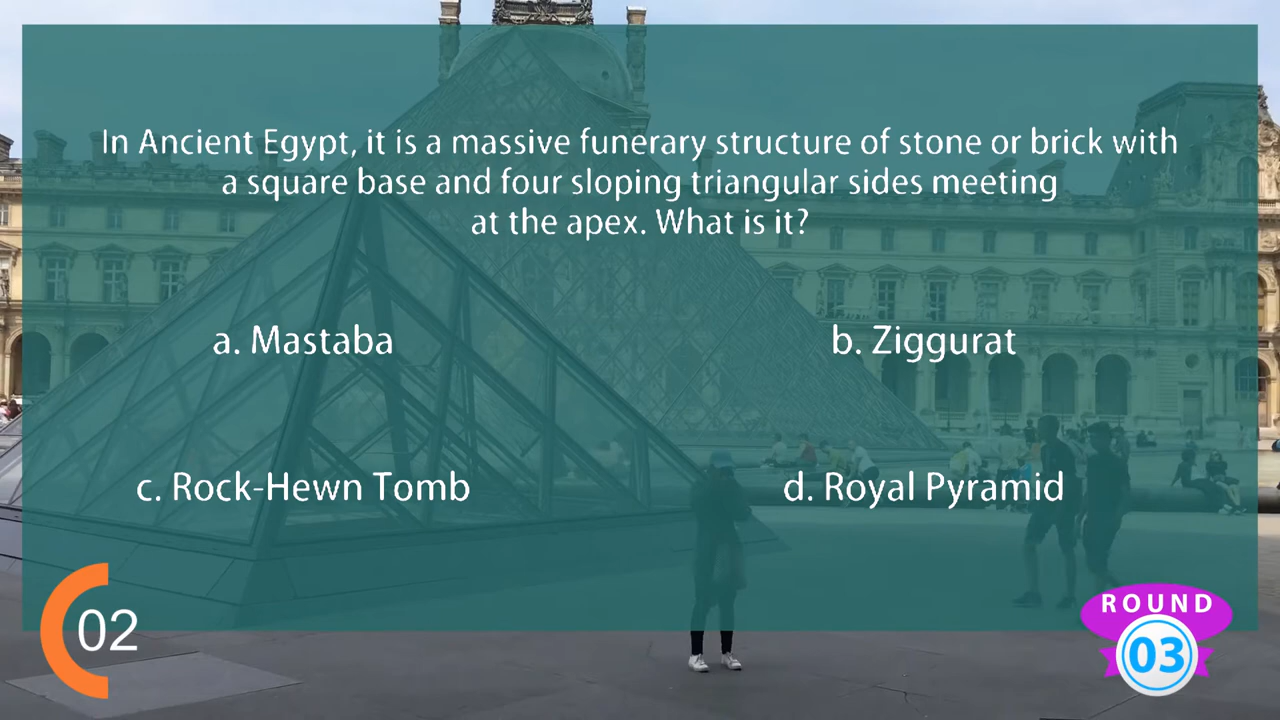 In Ancient Egypt, it is a massive funerary structure of stone or brick with
a square base and four sloping triangular sides meeting
at the apex. What is it?
a. Mastaba
b. Ziggurat
c. Rock-Hewn Tomb
d. Royal Pyramid
02
ROUND
03